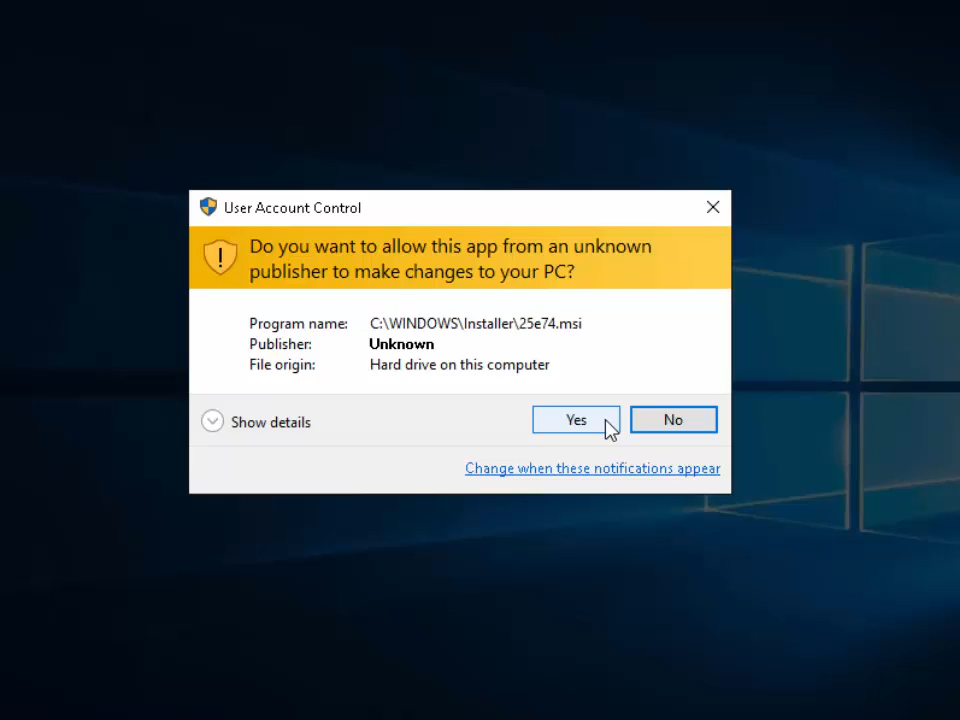 User Account Control
!
Do you want to allow this app from an unknown
publisher to make changes to your PC?
Program name: C:\WINDOWS\Installer\25e74.msi
Publisher: Unknown
File origin: Hard drive on this computer
Show details
Yes
No
Change when these notifications appear